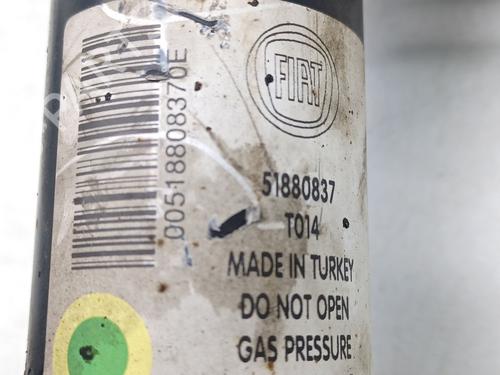 FIAT
00518808370E
51880837
T014
MADE IN TURKEY
DO NOT OPEN
GAS PRESSURE